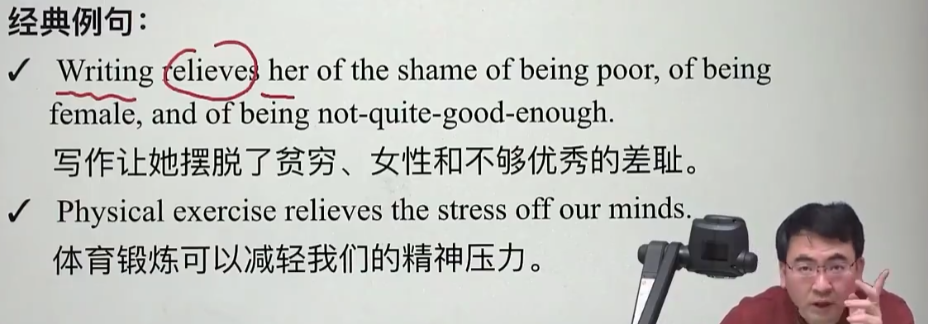 经典例句：
✓ Writing relieves her of the shame of being poor, of being
female, and of being not-quite-good-enough.
写作让她摆脱了贫穷、女性和不够优秀的差耻。
✓ Physical exercise relieves the stress off our minds.
体育锻炼可以减轻我们的精神压力。